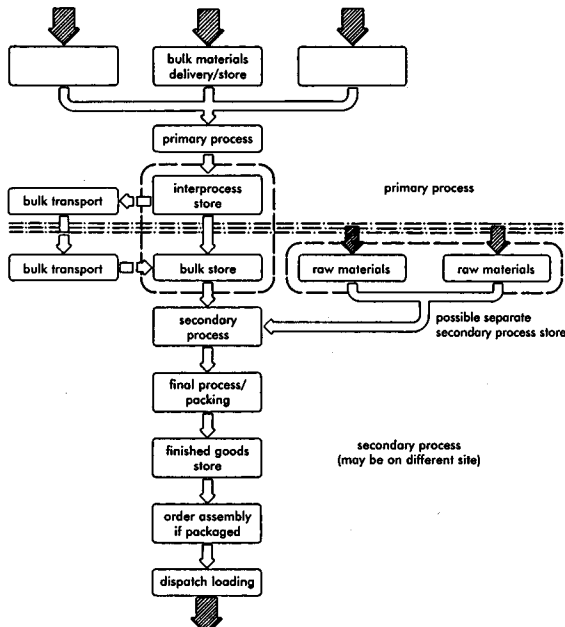 bulk materials
delivery/store
primary process
interprocess
store
primary process
bulk transport
bulk transport
bulk store
raw materials
raw materials
secondary
process
possible separate
secondary process store
final process/
packing
finished goods
store
secondary process
(may be on different site)
order assembly
if packaged
dispatch loading